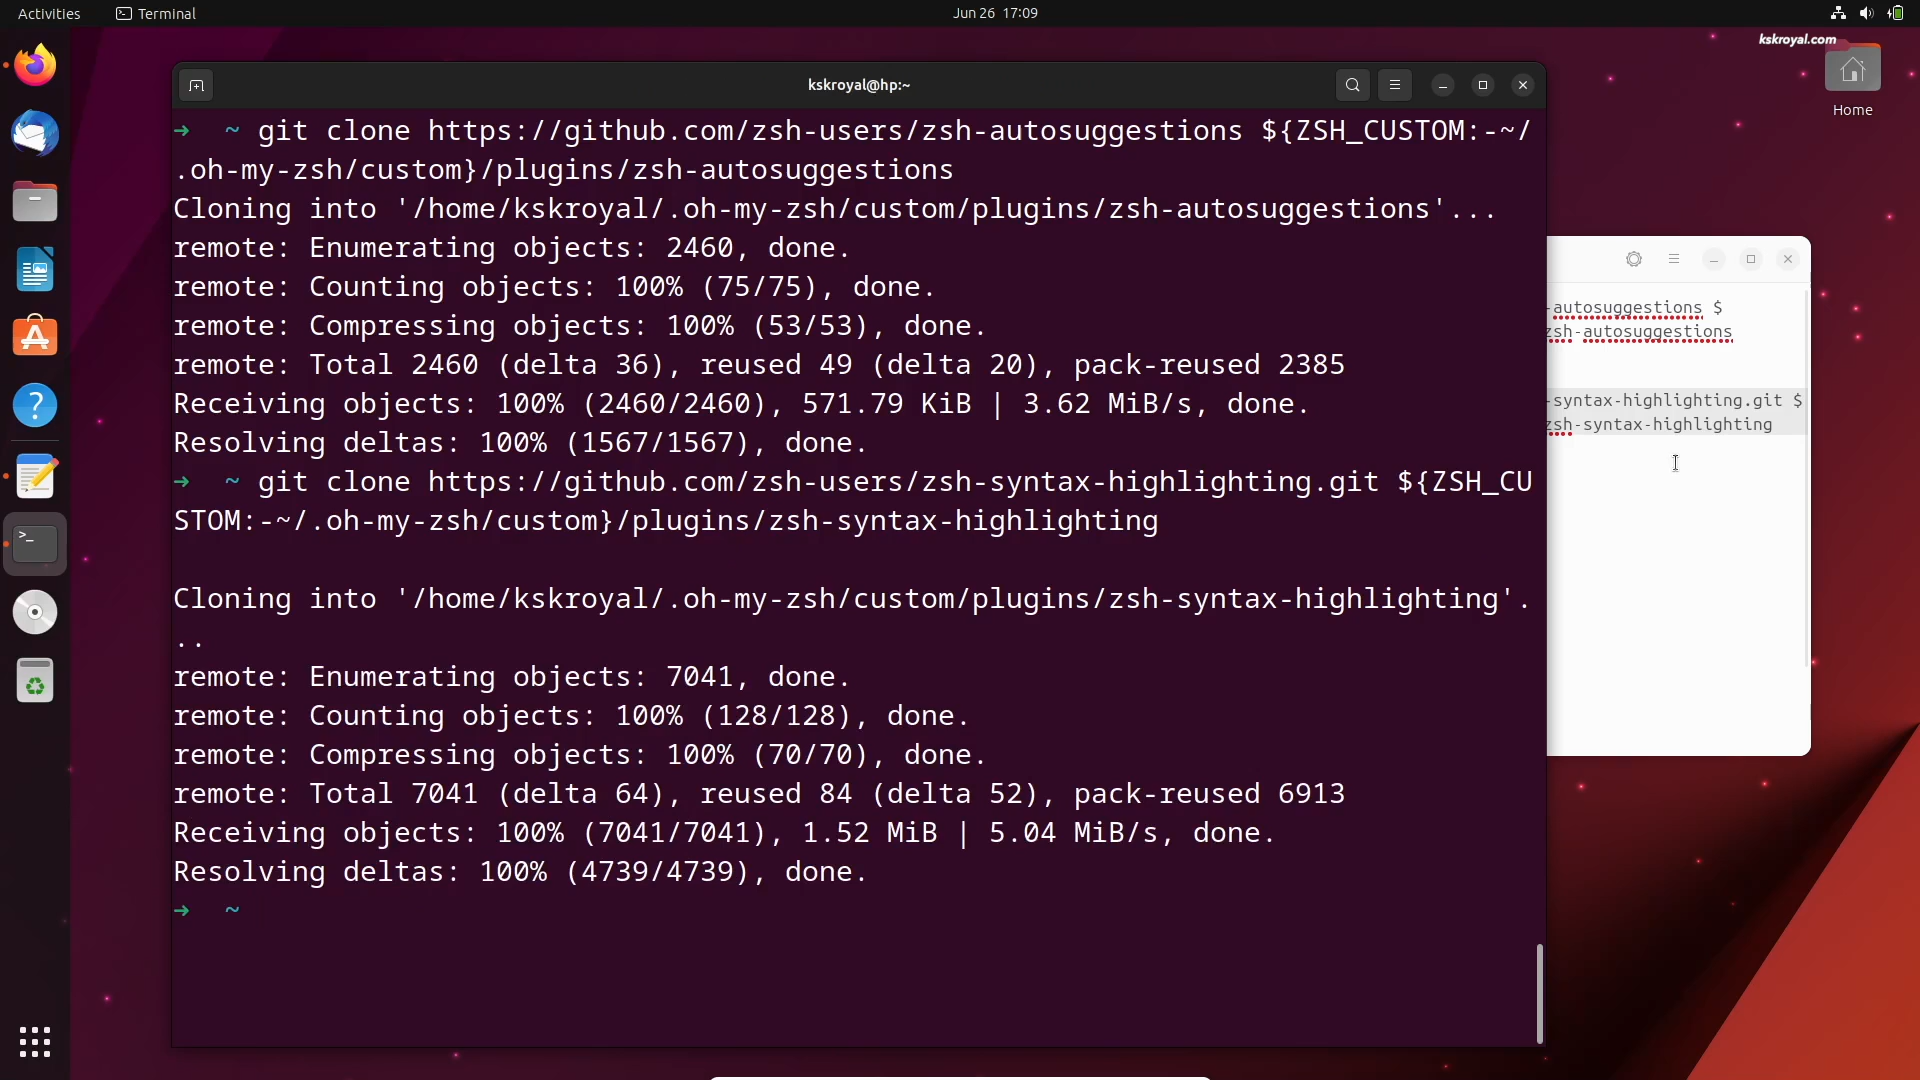 Activities
Terminal
Jun 26 17:09
kskroyal.com
Home
kskroyal@hp:~
➜ ~ git clone https://github.com/zsh-users/zsh-autosuggestions ${ZSH_CUSTOM:-~/
.oh-my-zsh/custom}/plugins/zsh-autosuggestions
Cloning into '/home/kskroyal/.oh-my-zsh/custom/plugins/zsh-autosuggestions'...
remote: Enumerating objects: 2460, done.
remote: Counting objects: 100% (75/75), done.
remote: Compressing objects: 100% (53/53), done.
remote: Total 2460 (delta 36), reused 49 (delta 20), pack-reused 2385
Receiving objects: 100% (2460/2460), 571.79 KiB | 3.62 MiB/s, done.
Resolving deltas: 100% (1567/1567), done.
➜ ~ git clone https://github.com/zsh-users/zsh-syntax-highlighting.git ${ZSH_CU
STOM:-~/.oh-my-zsh/custom}/plugins/zsh-syntax-highlighting
Cloning into '/home/kskroyal/.oh-my-zsh/custom/plugins/zsh-syntax-highlighting'.
..
remote: Enumerating objects: 7041, done.
remote: Counting objects: 100% (128/128), done.
remote: Compressing objects: 100% (70/70), done.
remote: Total 7041 (delta 64), reused 84 (delta 52), pack-reused 6913
Receiving objects: 100% (7041/7041), 1.52 MiB | 5.04 MiB/s, done.
Resolving deltas: 100% (4739/4739), done.
➜ ~
-autosuggestions $
zsh-autosuggestions
-syntax-highlighting.git $
zsh-syntax-highlighting